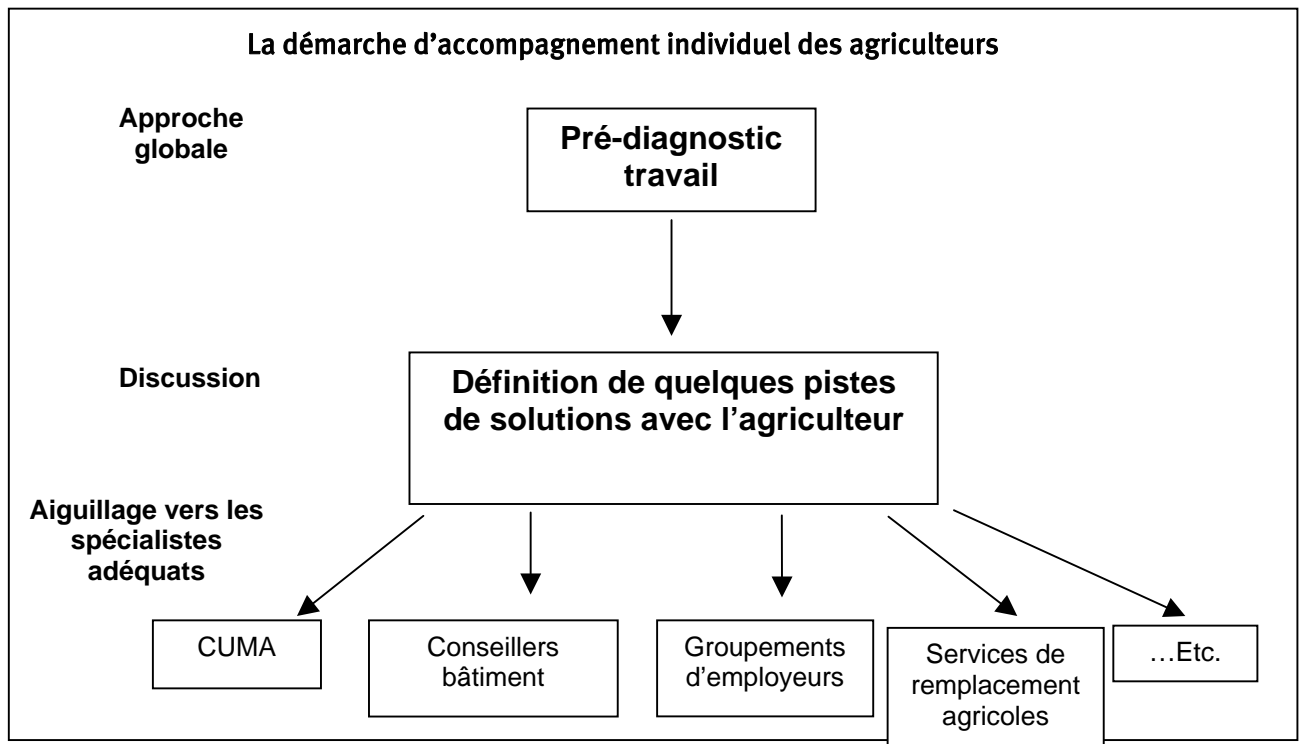 La démarche d’accompagnement individuel des agriculteurs
Approche
globale
Pré-diagnostic
travail
Discussion
Définition de quelques pistes
de solutions avec l’agriculteur
Aiguillage vers les
spécialistes
adéquats
CUMA
Conseillers
bâtiment
Groupements
d’employeurs
Services de
remplacement
agricoles
…Etc.